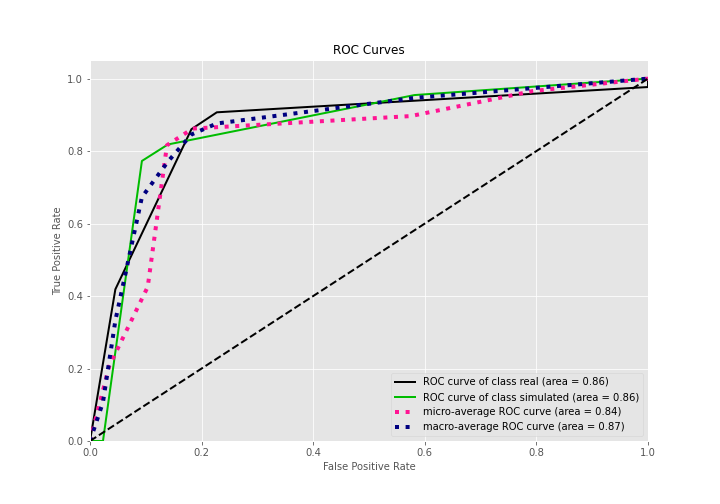 ROC Curves
True Positive Rate
1.0
0.8
0.6
0.4
0.2
0.0
ROC curve of class real (area = 0.86)
ROC curve of class simulated (area = 0.86)
micro-average ROC curve (area = 0.84)
macro-average ROC curve (area = 0.87)
0.0 0.2 0.4 0.6 0.8 1.0
False Positive Rate